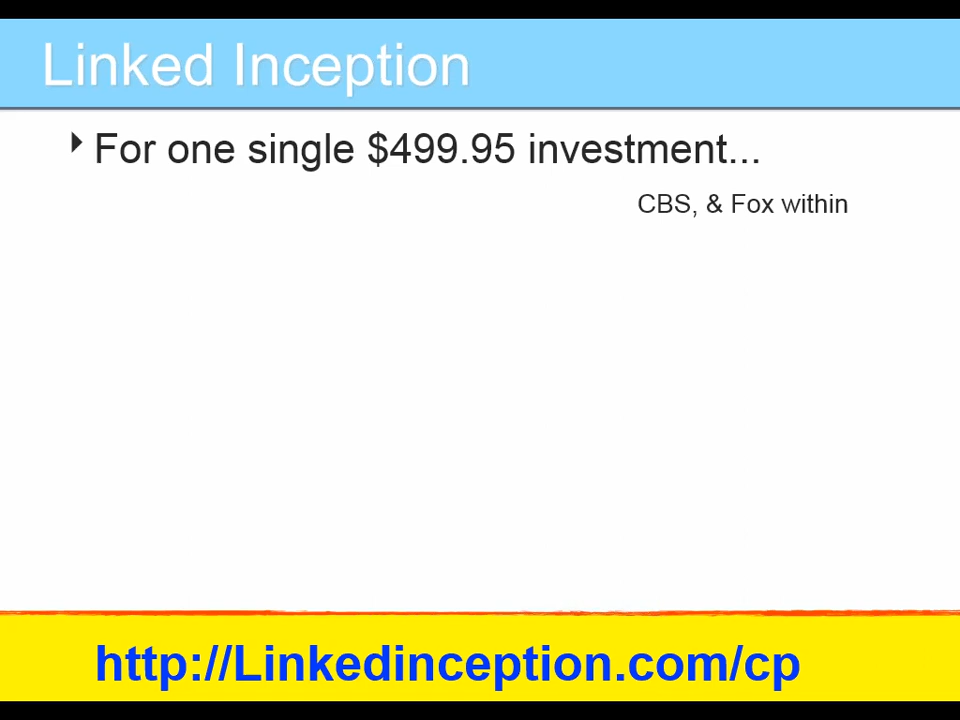 Linked Inception
For one single $499.95 investment...
CBS, & Fox within
http://Linkedinception.com/cp